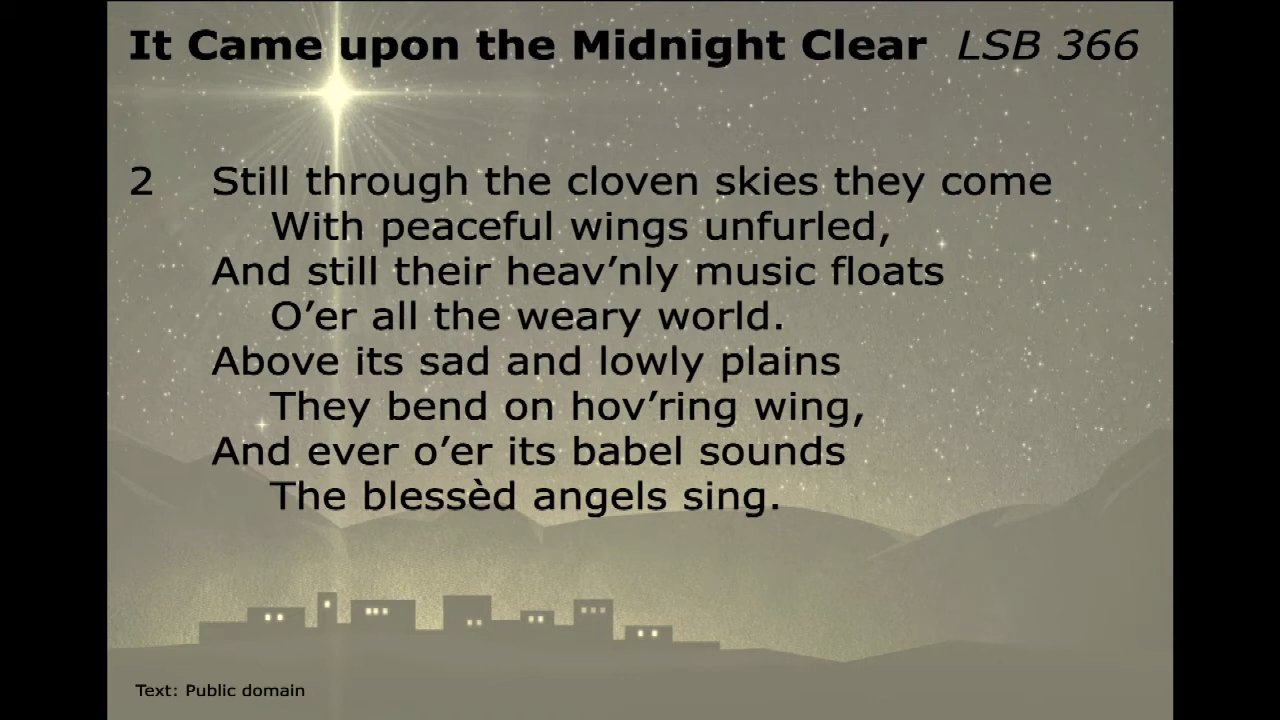 It Came upon the Midnight Clear LSB 366
2 Still through the cloven skies they come
With peaceful wings unfurled,
And still their heav’nly music floats
O’er all the weary world.
Above its sad and lowly plains
They bend on hov’ring wing,
And ever o’er its babel sounds
The blessèd angels sing.
Text: Public domain